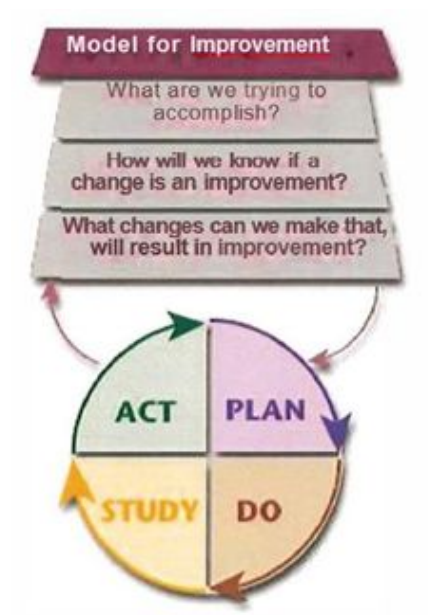 Model for Improvement
What are we trying to
accomplish?
How will we know if a
change is an improvement?
What changes can we make that,
will result in improvement?
ACT PLAN
STUDY DO